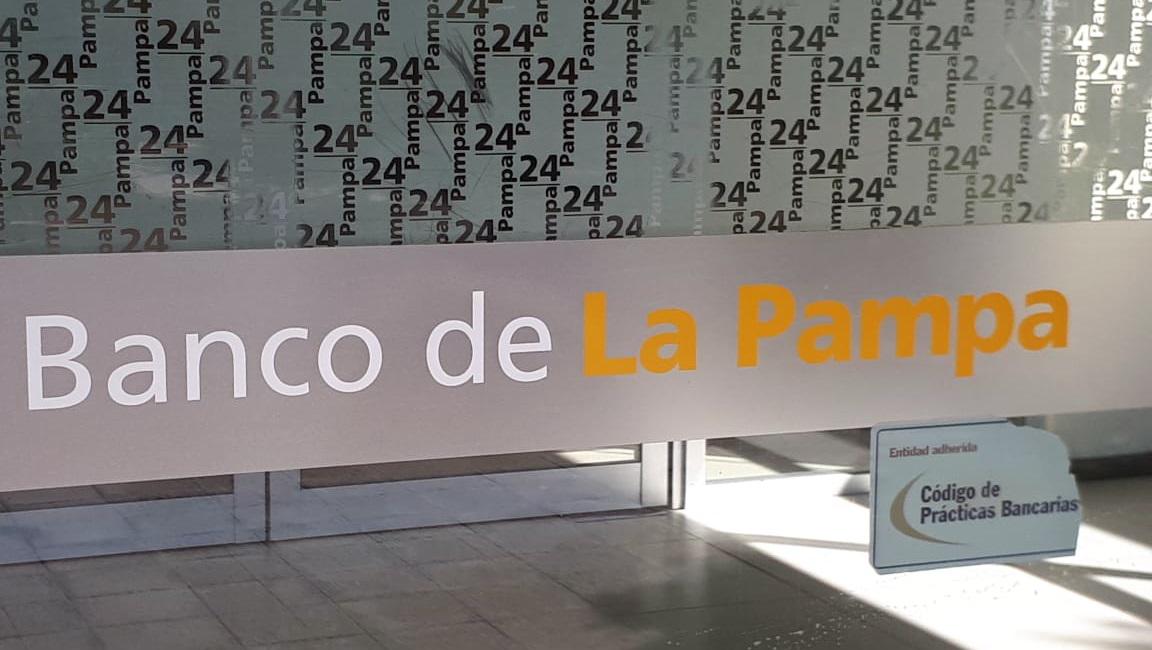 Pampa 24
Banco de La Pampa
Entidad adherida
Código de
Prácticas Bancarias